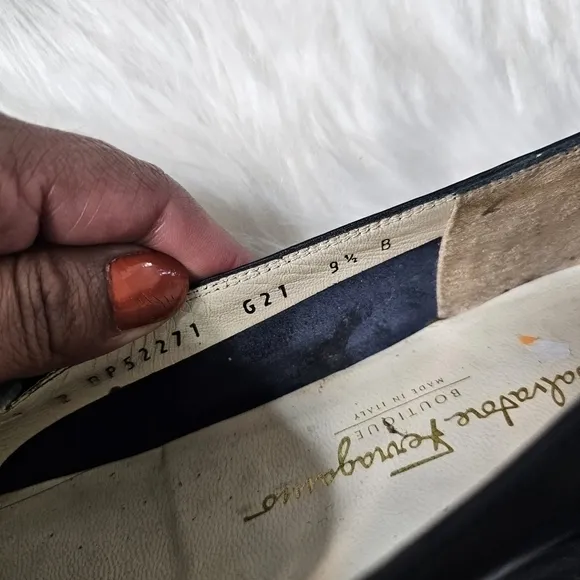 2 BP52271 G21 9½ B
Salvatore Ferragamo
BOUTIQUE
MADE IN ITALY